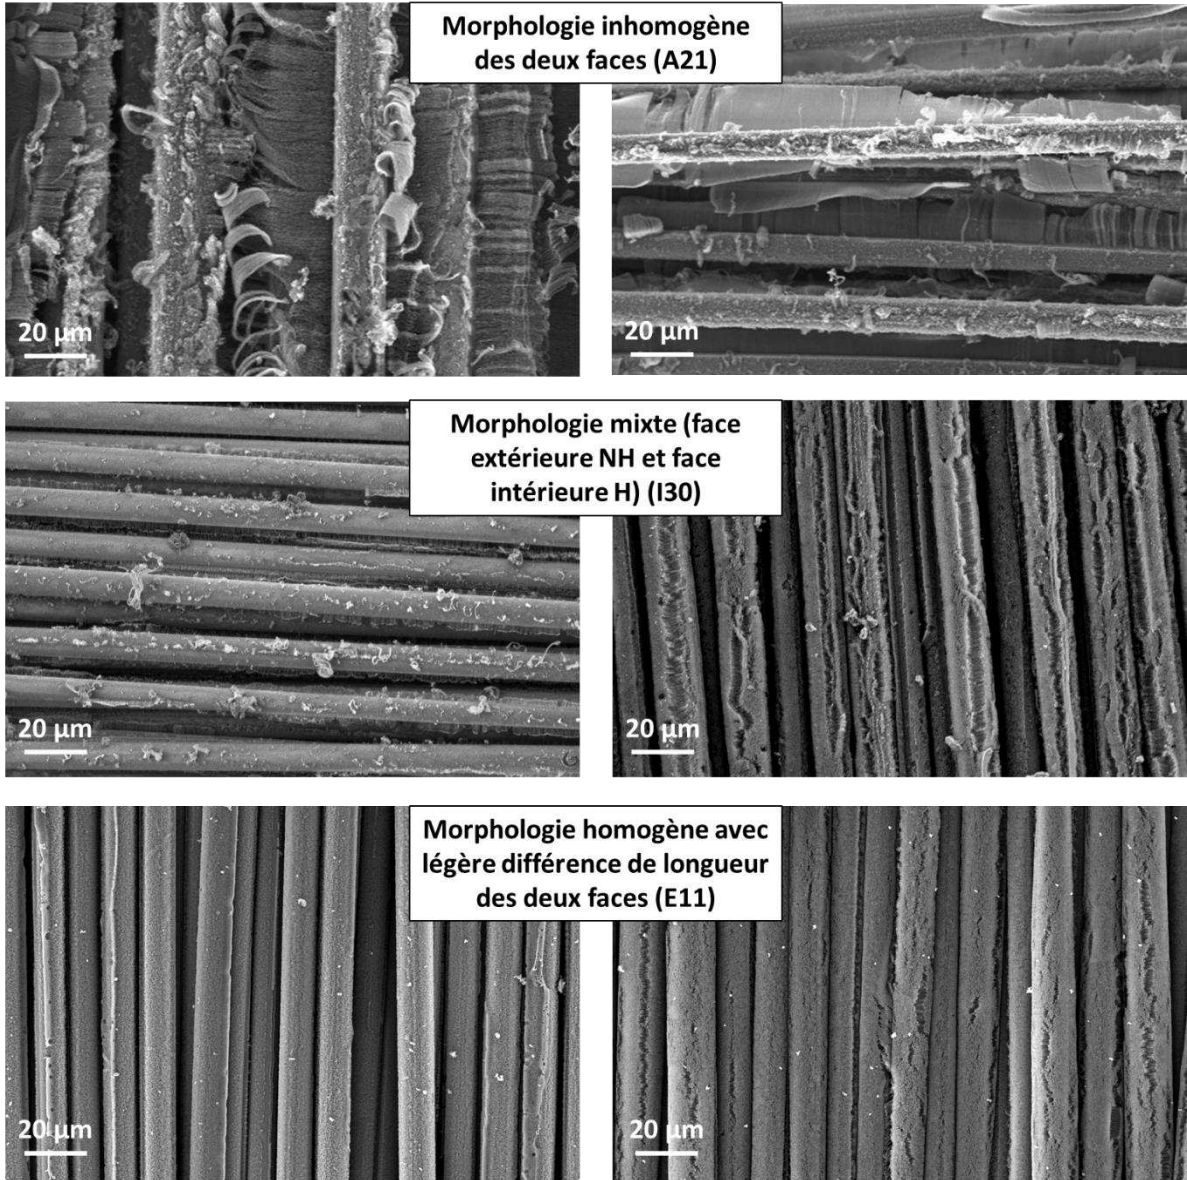 Morphologie inhomogène
des deux faces (A21)
20 µm
20 µm
Morphologie mixte (face
extérieure NH et face
intérieure H) (I30)
20 µm
20 µm
Morphologie homogène avec
légère différence de longueur
des deux faces (E11)
20 µm
20 µm